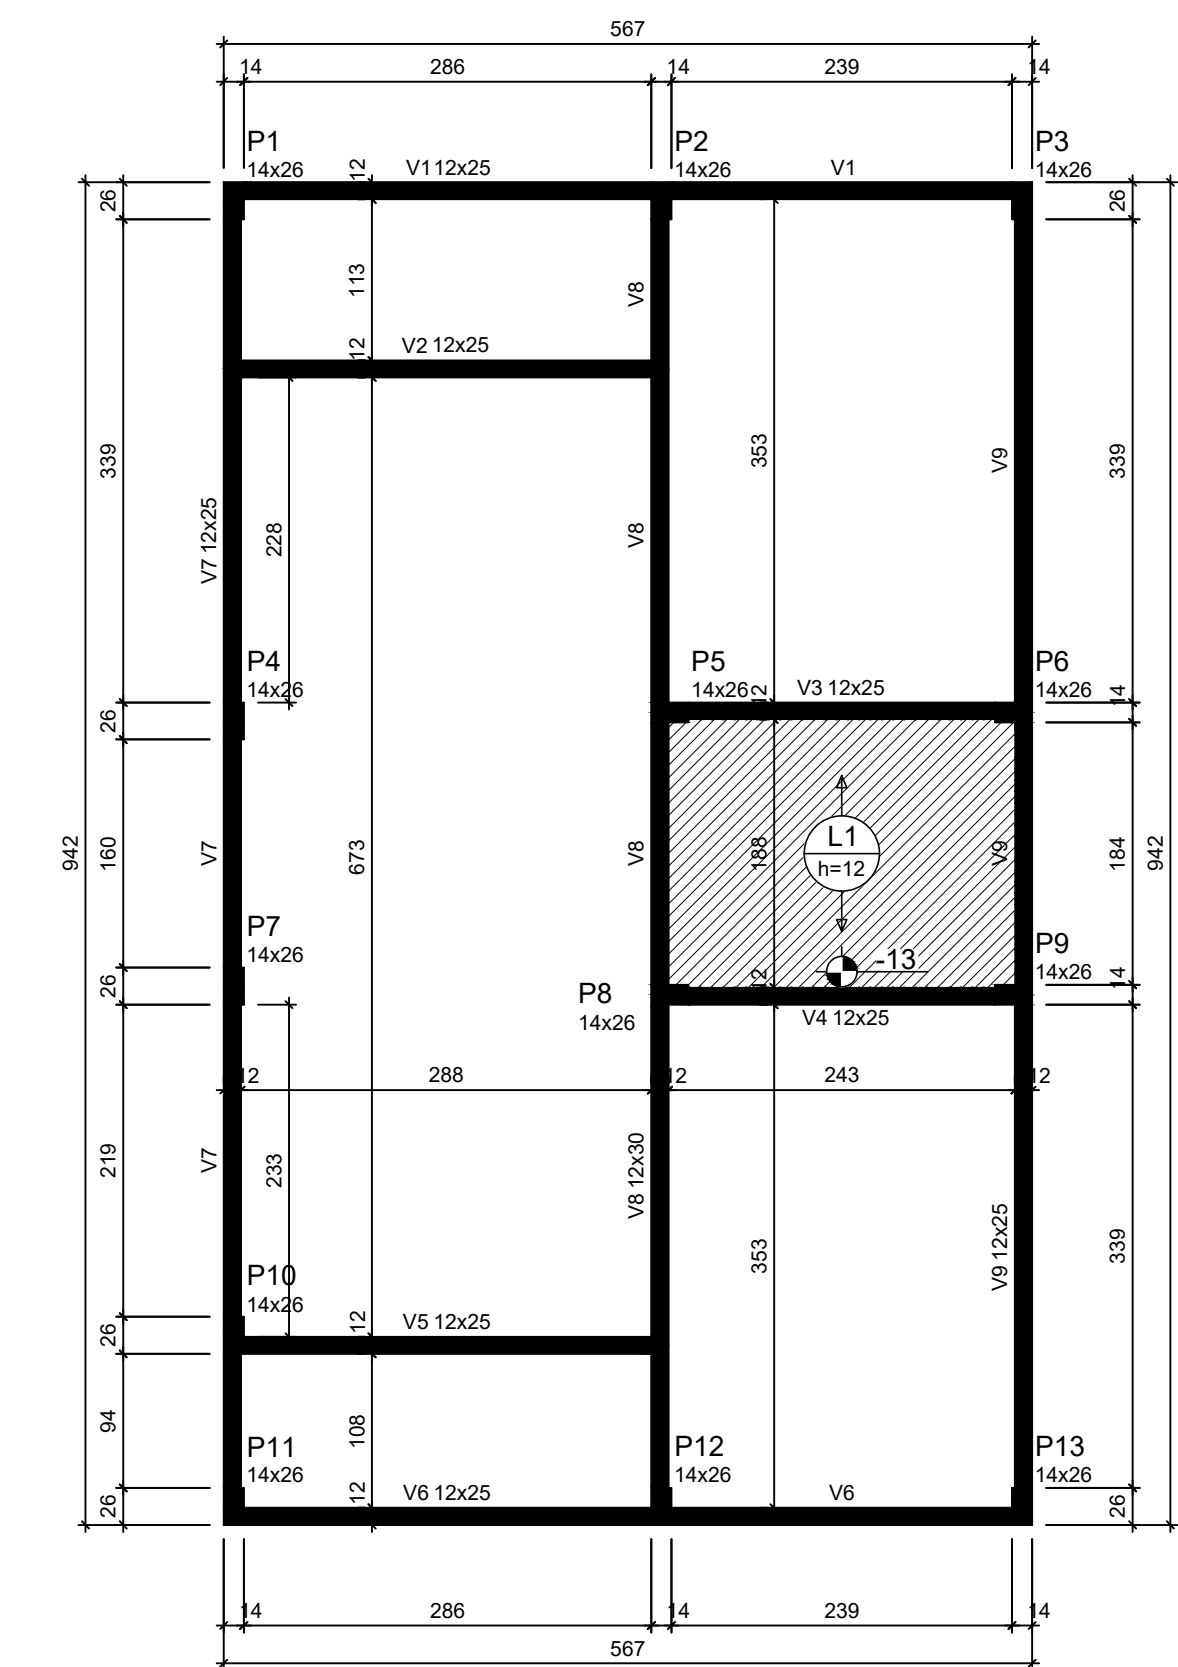 567
14 286 14 239 14
P1 P2 P3
14x26 12 V1 12x25 14x26 V1 14x26
26 26
113 V8
12 V2 12x25
339 353 V9 339
V7 12x25 228 V8
P4 P5 P6
14x26 14x26 12 V3 12x25 14x26 14
26
L1
942 160 V7 673 V8 188 h=12 V9 184 942
P7 P9
14x26 12 -13 14x26 14
26 P8
14x26 V4 12x25
12 288 12 243 12
219 V7 233 V8 12x30 353 V9 12x25 339
P10
14x26 12 V5 12x25
26
94 108
P11 P12 P13
14x26 14x26 14x26
26 12 V6 12x25 V6 26
14 286 14 239 14
567